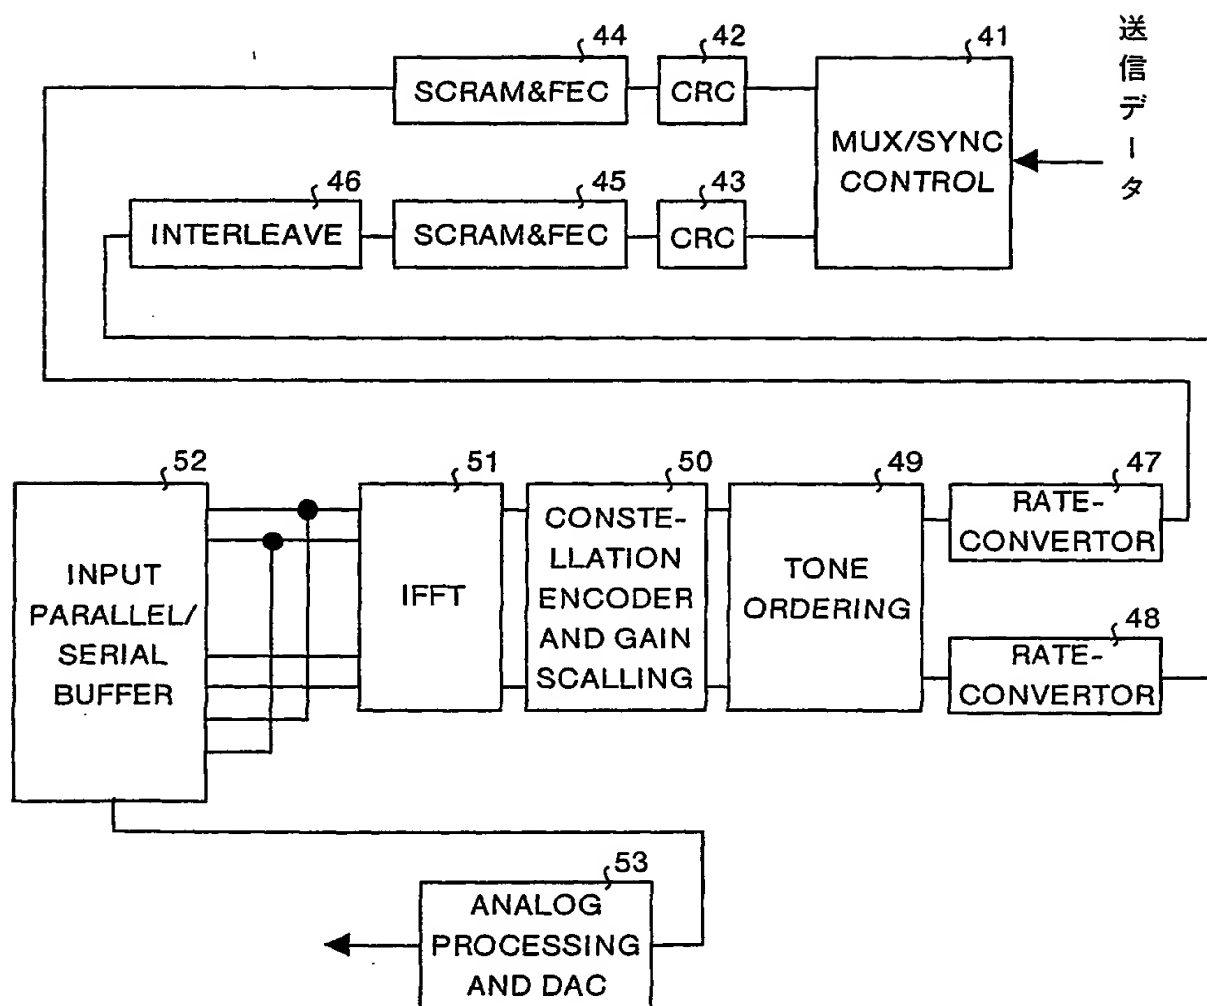 44
42
41
送信データ
SCRAM&FEC
CRC
MUX/SYNC
CONTROL
46
45
43
INTERLEAVE
SCRAM&FEC
CRC
52
51
50
49
47
INPUT
PARALLEL/
SERIAL
BUFFER
IFFT
CONSTE-
LLATION
ENCODER
AND GAIN
SCALLING
TONE
ORDERING
RATE-
CONVERTOR
48
RATE-
CONVERTOR
53
ANALOG
PROCESSING
AND DAC